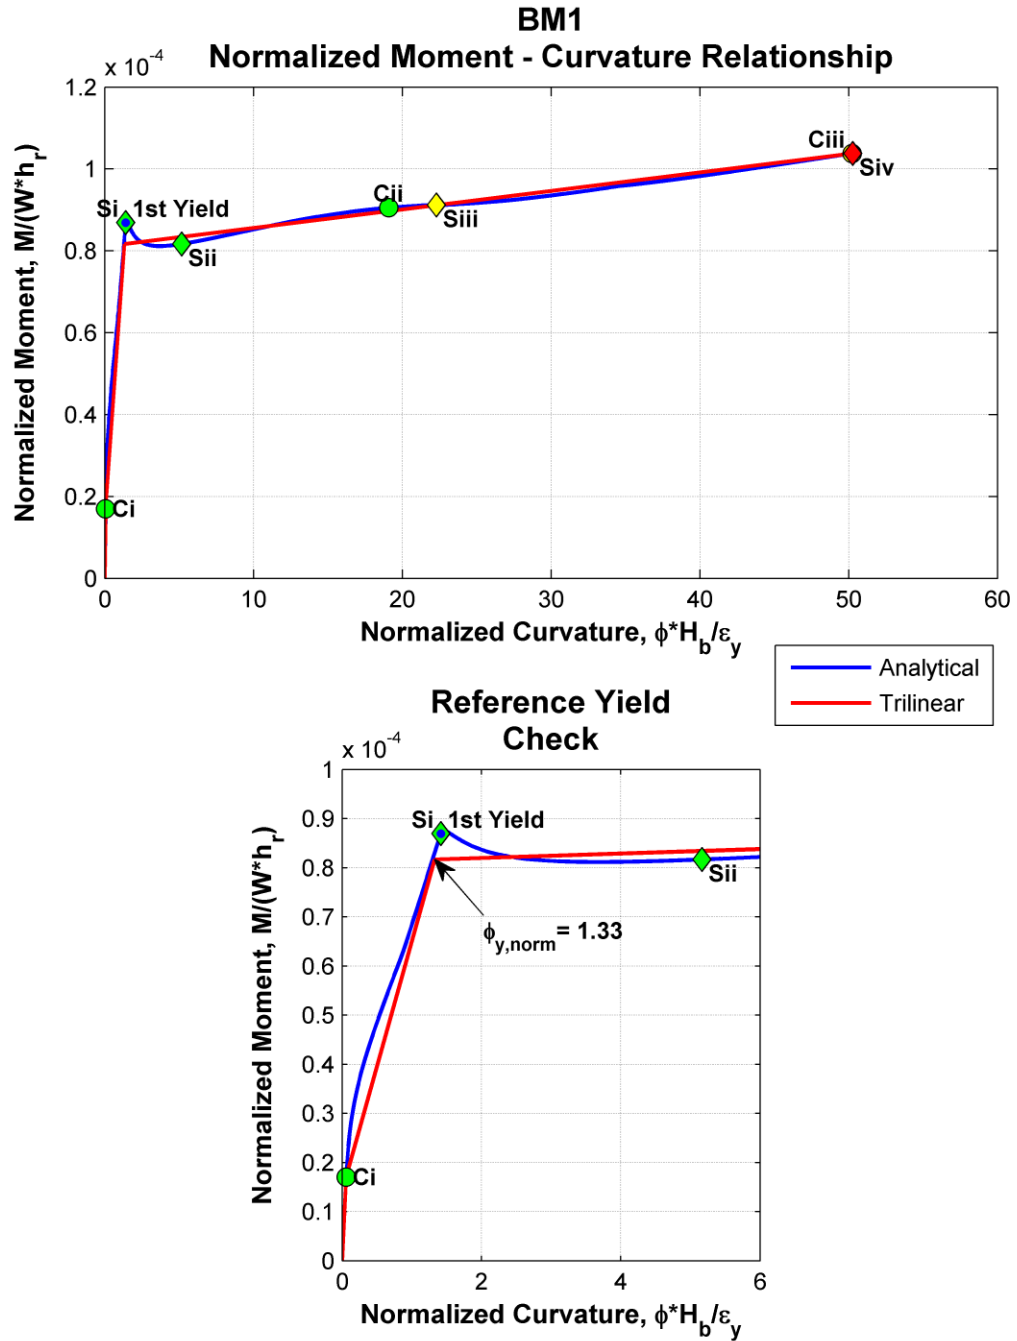 BM1
Normalized Moment - Curvature Relationship
x 10⁻⁴
1.2
1
0.8
0.6
0.4
0.2
0
Normalized Moment, M/(W*hᵣ)
Si, 1st Yield
Sii
Cii
Siii
Ciii
Siv
Ci
0 10 20 30 40 50 60
Normalized Curvature, ϕ*H_b/ε_y
Analytical
Trilinear
Reference Yield
Check
x 10⁻⁴
1
0.9
0.8
0.7
0.6
0.5
0.4
0.3
0.2
0.1
0
Normalized Moment, M/(W*hᵣ)
Si, 1st Yield
Sii
ϕ_y,norm = 1.33
Ci
0 2 4 6
Normalized Curvature, ϕ*H_b/ε_y